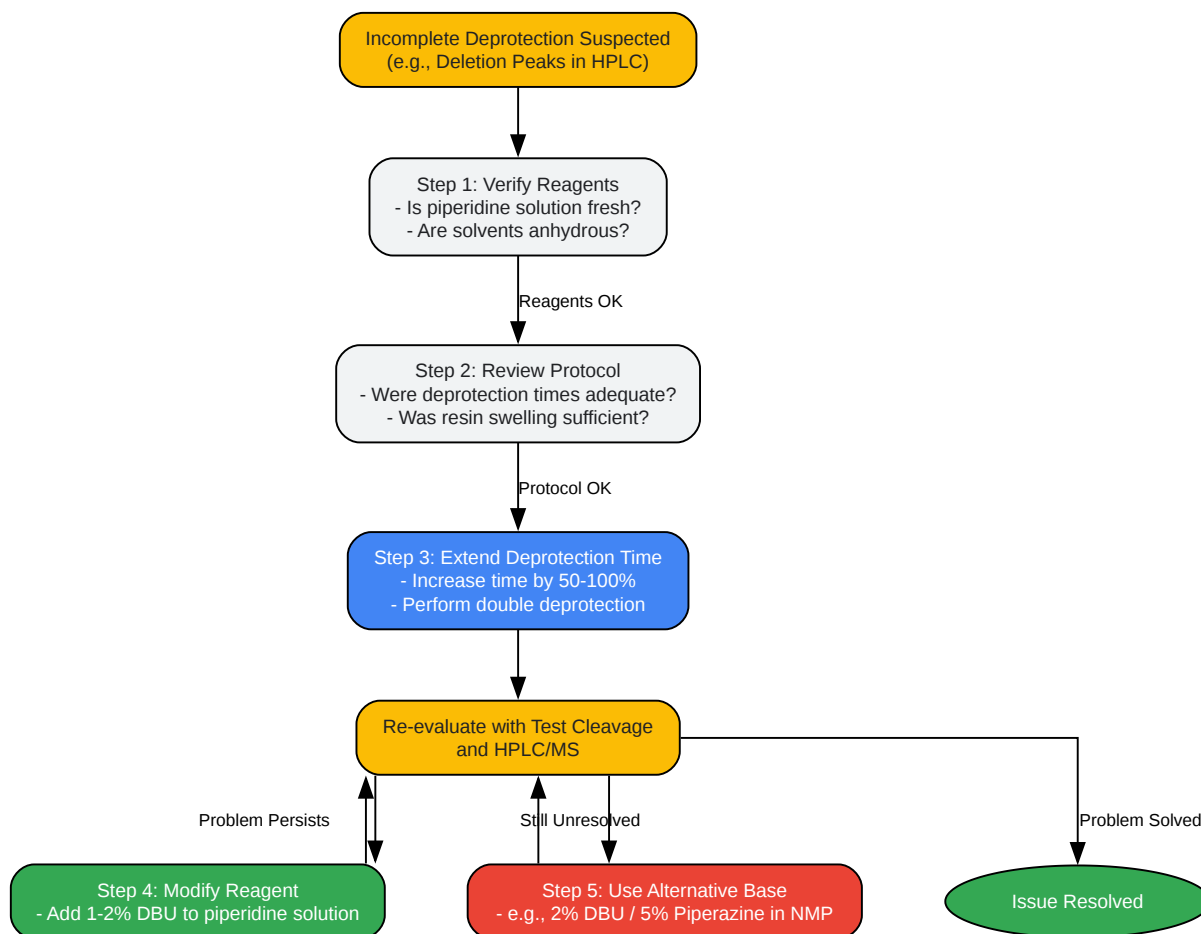 Incomplete Deprotection Suspected
(e.g., Deletion Peaks in HPLC)
Step 1: Verify Reagents
- Is piperidine solution fresh?
- Are solvents anhydrous?
Reagents OK
Step 2: Review Protocol
- Were deprotection times adequate?
- Was resin swelling sufficient?
Protocol OK
Step 3: Extend Deprotection Time
- Increase time by 50-100%
- Perform double deprotection
Re-evaluate with Test Cleavage
and HPLC/MS
Problem Persists
Still Unresolved
Problem Solved
Step 4: Modify Reagent
- Add 1-2% DBU to piperidine solution
Step 5: Use Alternative Base
- e.g., 2% DBU / 5% Piperazine in NMP
Issue Resolved